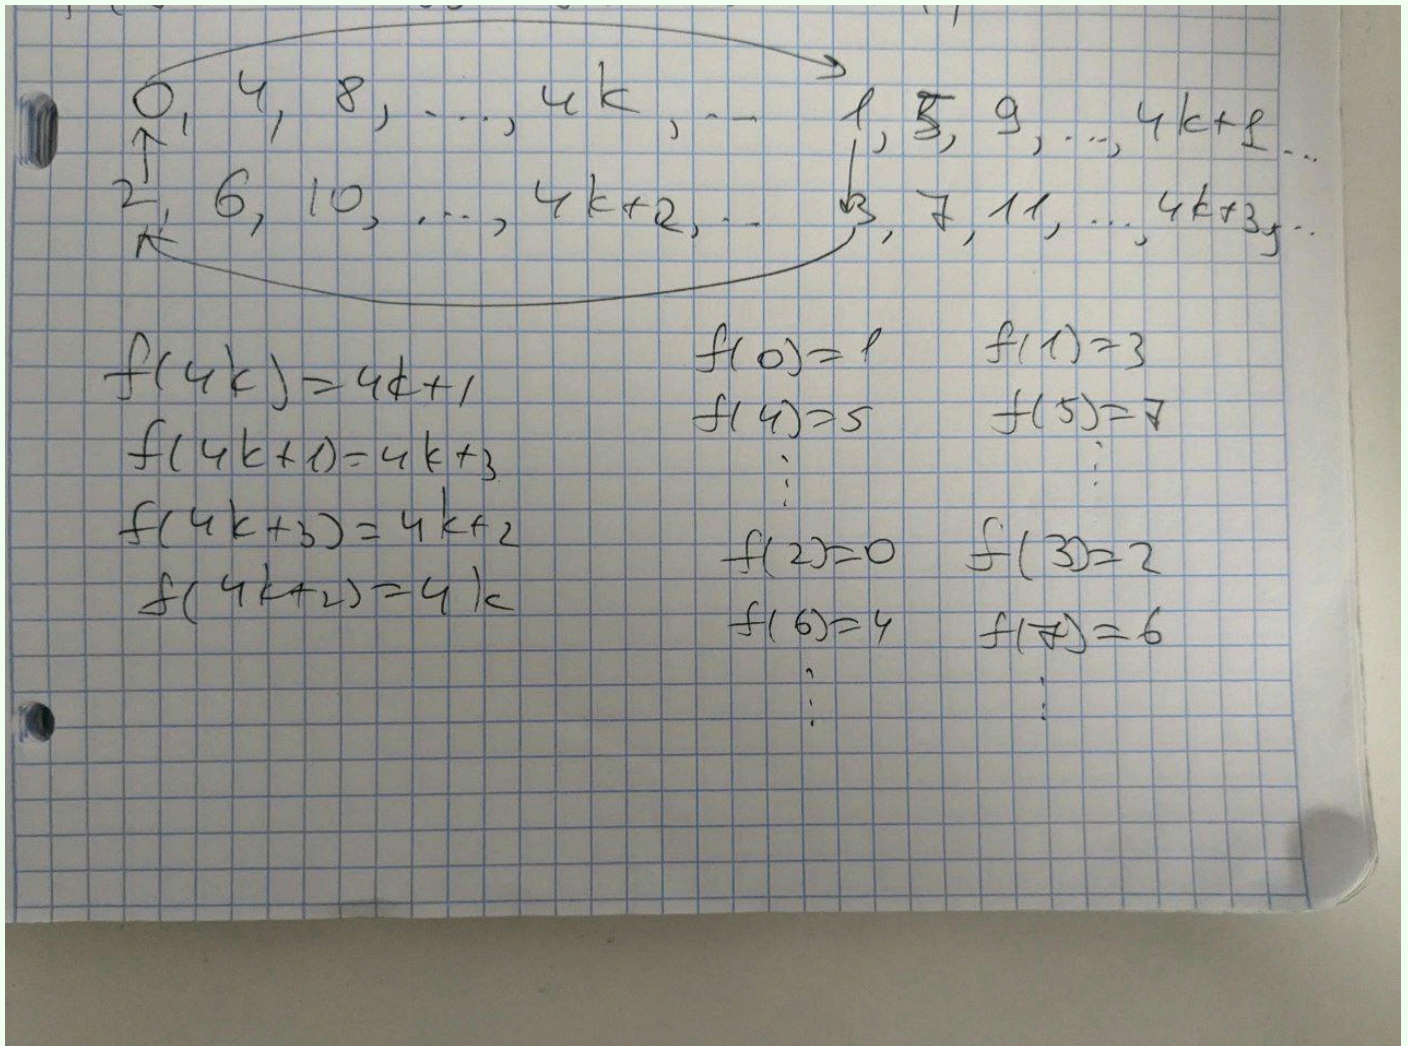 0, 4, 8, ..., 4k, ... 1, 5, 9, ..., 4k+1...
2, 6, 10, ..., 4k+2, ... 3, 7, 11, ..., 4k+3, ...
f(4k)=4k+1
f(4k+1)=4k+3
f(4k+3)=4k+2
f(4k+2)=4k
f(0)=1 f(1)=3
f(4)=5 f(5)=7
⋮ ⋮
f(2)=0 f(3)=2
f(6)=4 f(7)=6
⋮ ⋮